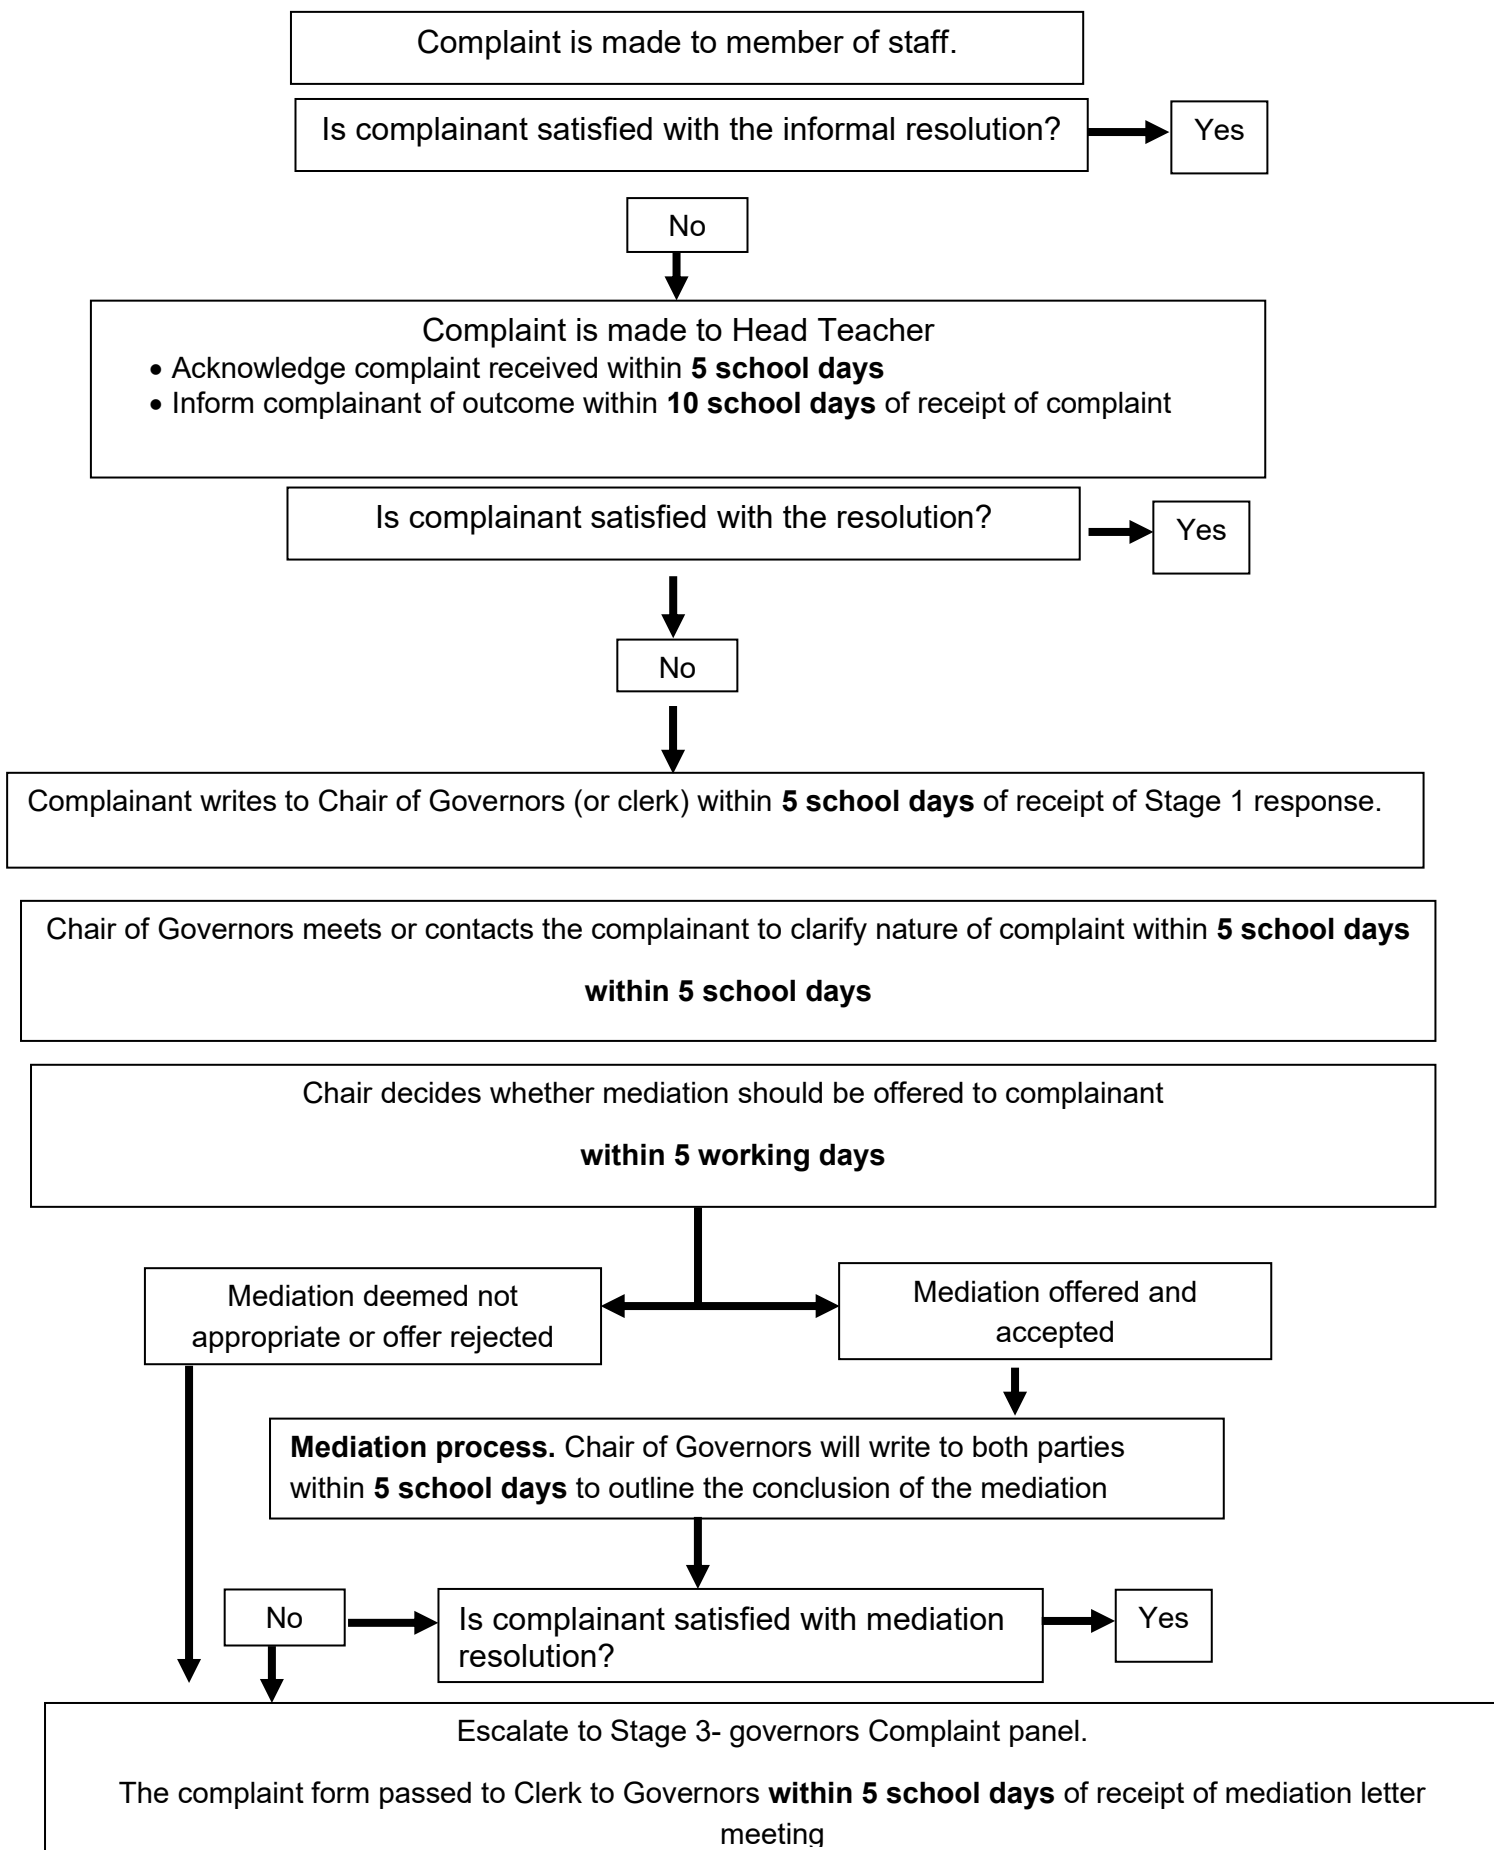 Complaint is made to member of staff.
Is complainant satisfied with the informal resolution?
Yes
No
Complaint is made to Head Teacher
• Acknowledge complaint received within 5 school days
• Inform complainant of outcome within 10 school days of receipt of complaint
Is complainant satisfied with the resolution?
Yes
No
Complainant writes to Chair of Governors (or clerk) within 5 school days of receipt of Stage 1 response.
Chair of Governors meets or contacts the complainant to clarify nature of complaint within 5 school days
within 5 school days
Chair decides whether mediation should be offered to complainant
within 5 working days
Mediation deemed not
appropriate or offer rejected
Mediation offered and
accepted
Mediation process. Chair of Governors will write to both parties
within 5 school days to outline the conclusion of the mediation
No
Is complainant satisfied with mediation
resolution?
Yes
Escalate to Stage 3- governors Complaint panel.
The complaint form passed to Clerk to Governors within 5 school days of receipt of mediation letter
meeting